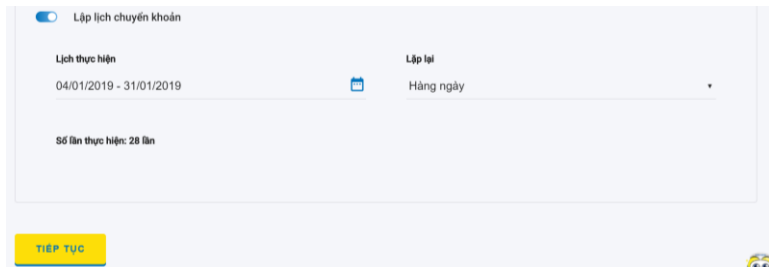 Lập lịch chuyển khoản
Lịch thực hiện
Lặp lại
04/01/2019 - 31/01/2019
Hàng ngày
Số lần thực hiện: 28 lần
TIẾP TỤC